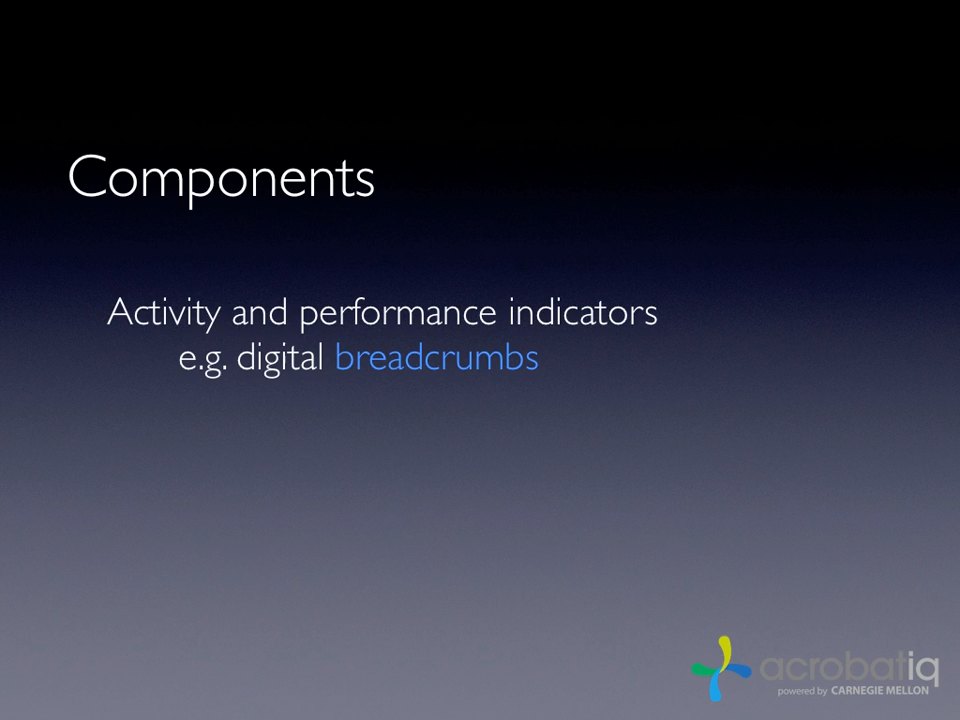 Components
Activity and performance indicators
e.g. digital breadcrumbs
acrobatiq
powered by CARNEGIE MELLON